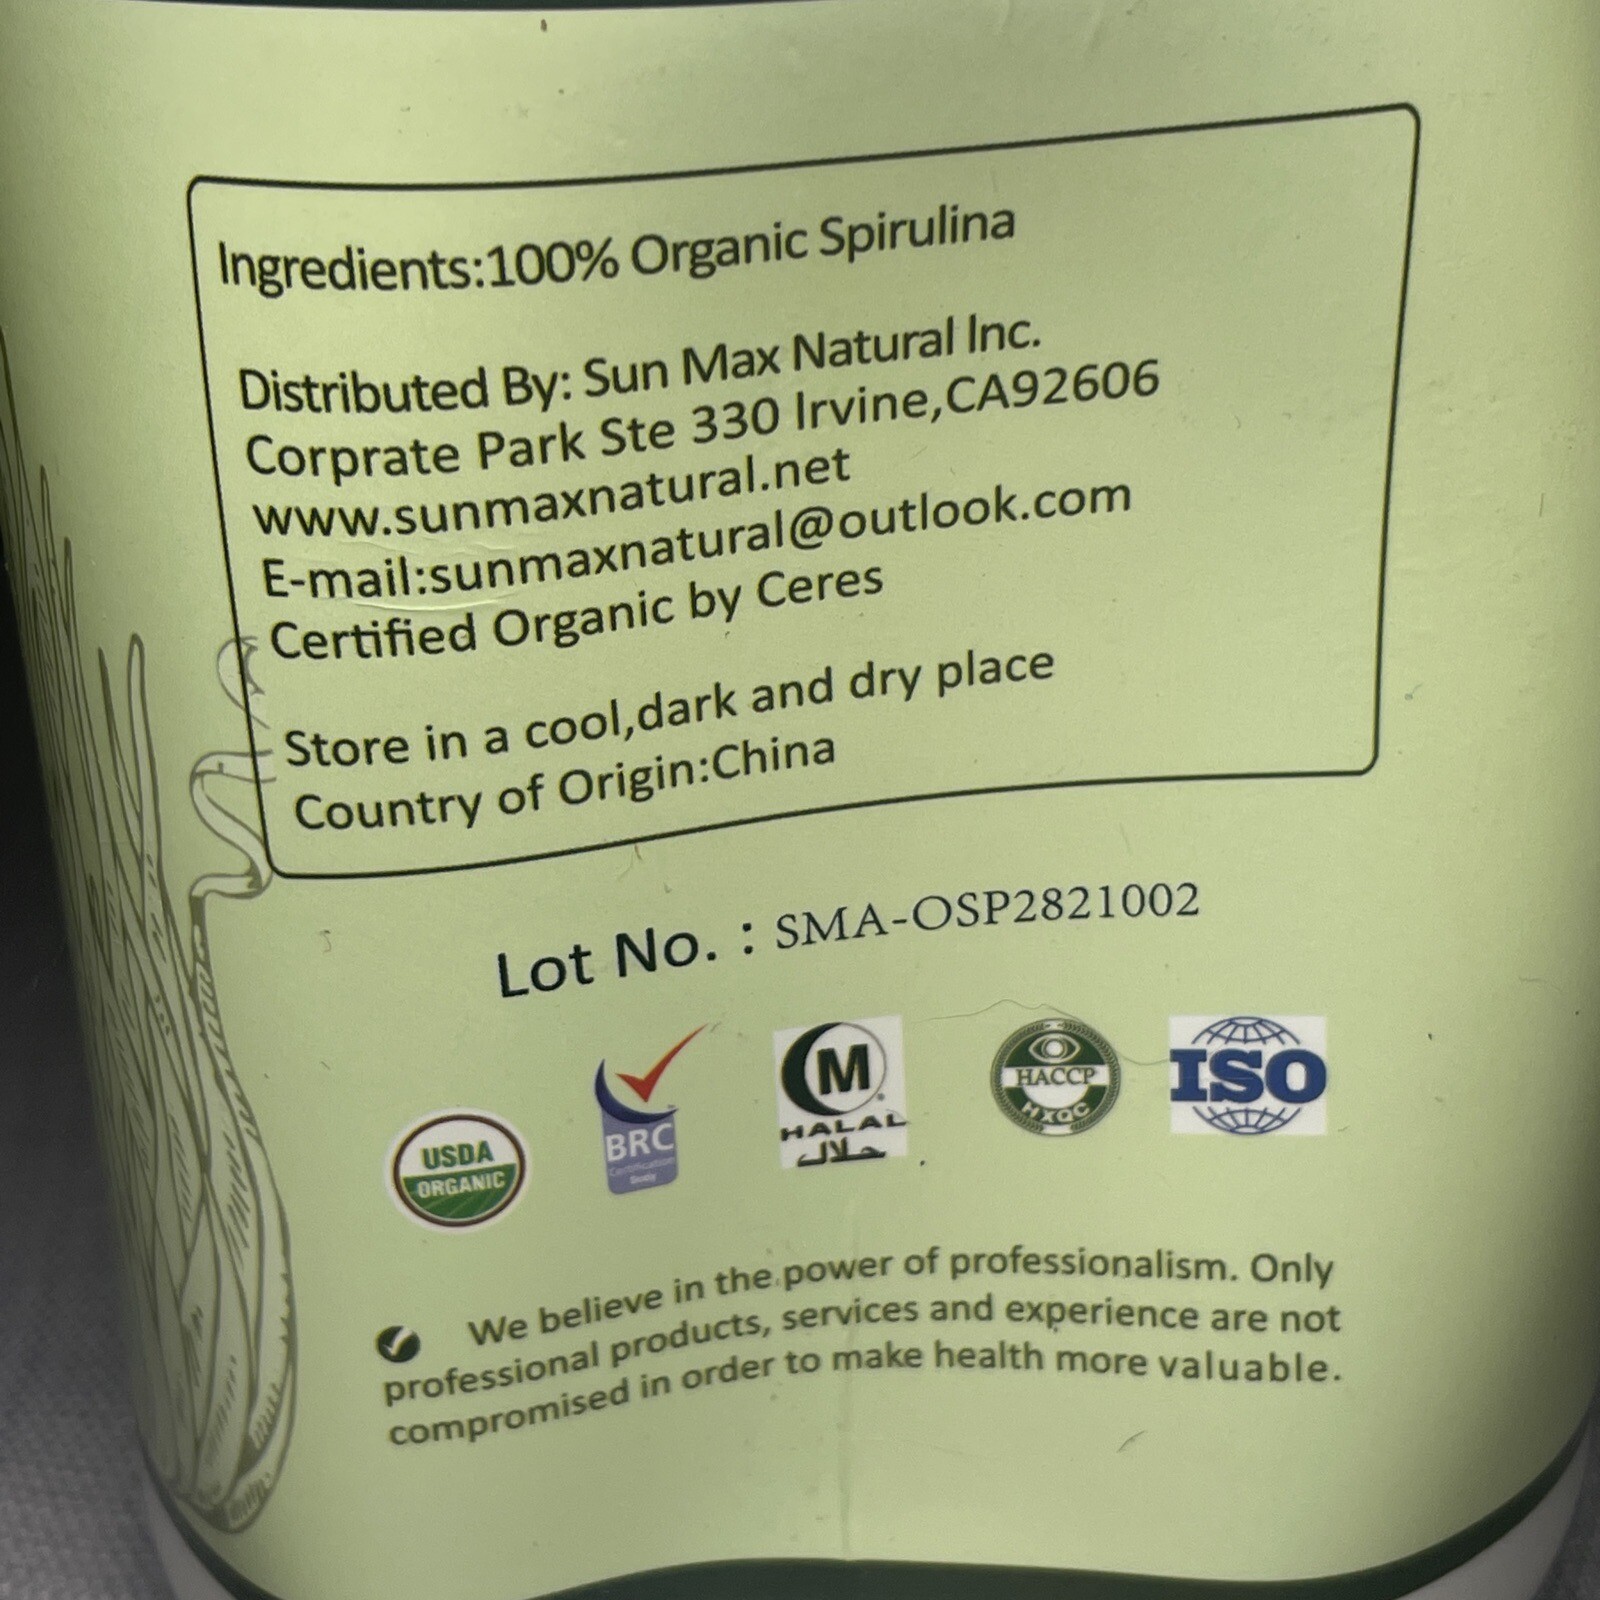 Ingredients:100% Organic Spirulina
Distributed By: Sun Max Natural Inc.
Corprate Park Ste 330 Irvine,CA92606
www.sunmaxnatural.net
E-mail:sunmaxnatural@outlook.com
Certified Organic by Ceres
Store in a cool,dark and dry place
Country of Origin:China
Lot No. : SMA-OSP2821002
USDA
ORGANIC
BRC
Certification
Body
M
HALAL
حلال
HACCP
HXQC
ISO
We believe in the power of professionalism. Only
professional products, services and experience are not
compromised in order to make health more valuable.